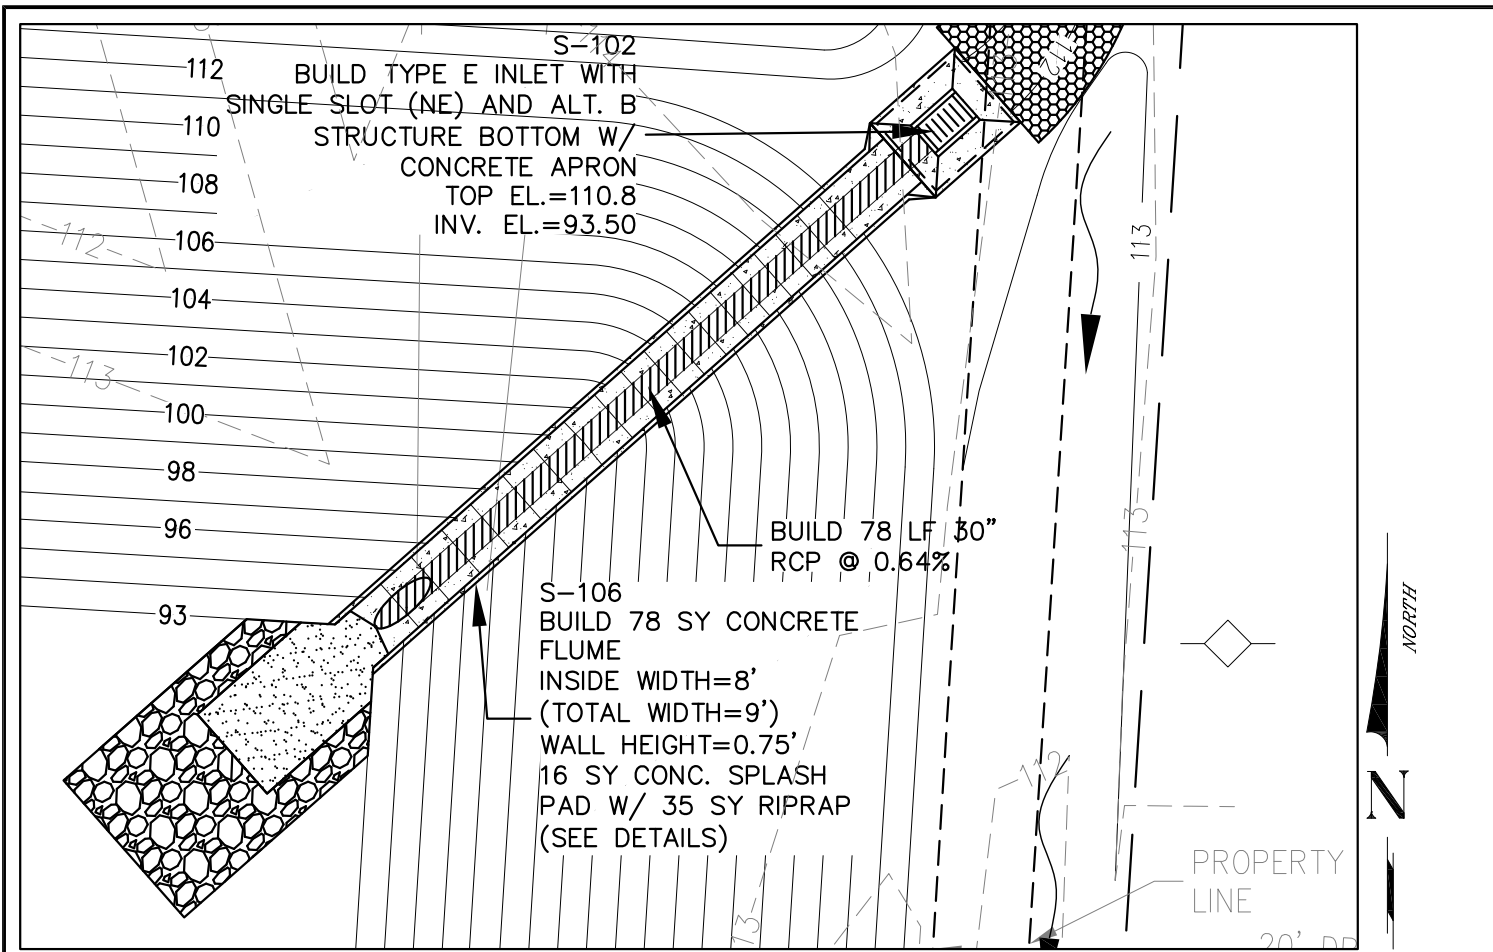 S-102
BUILD TYPE E INLET WITH
SINGLE SLOT (NE) AND ALT. B
STRUCTURE BOTTOM W/
CONCRETE APRON
TOP EL.=110.8
INV. EL.=93.50
112
110
108
106
104
102
100
98
96
93
112
113
112
113
113
BUILD 78 LF 30"
RCP @ 0.64%
S-106
BUILD 78 SY CONCRETE
FLUME
INSIDE WIDTH=8'
(TOTAL WIDTH=9')
WALL HEIGHT=0.75'
16 SY CONC. SPLASH
PAD W/ 35 SY RIPRAP
(SEE DETAILS)
112
13
PROPERTY
LINE
20'
NORTH
N